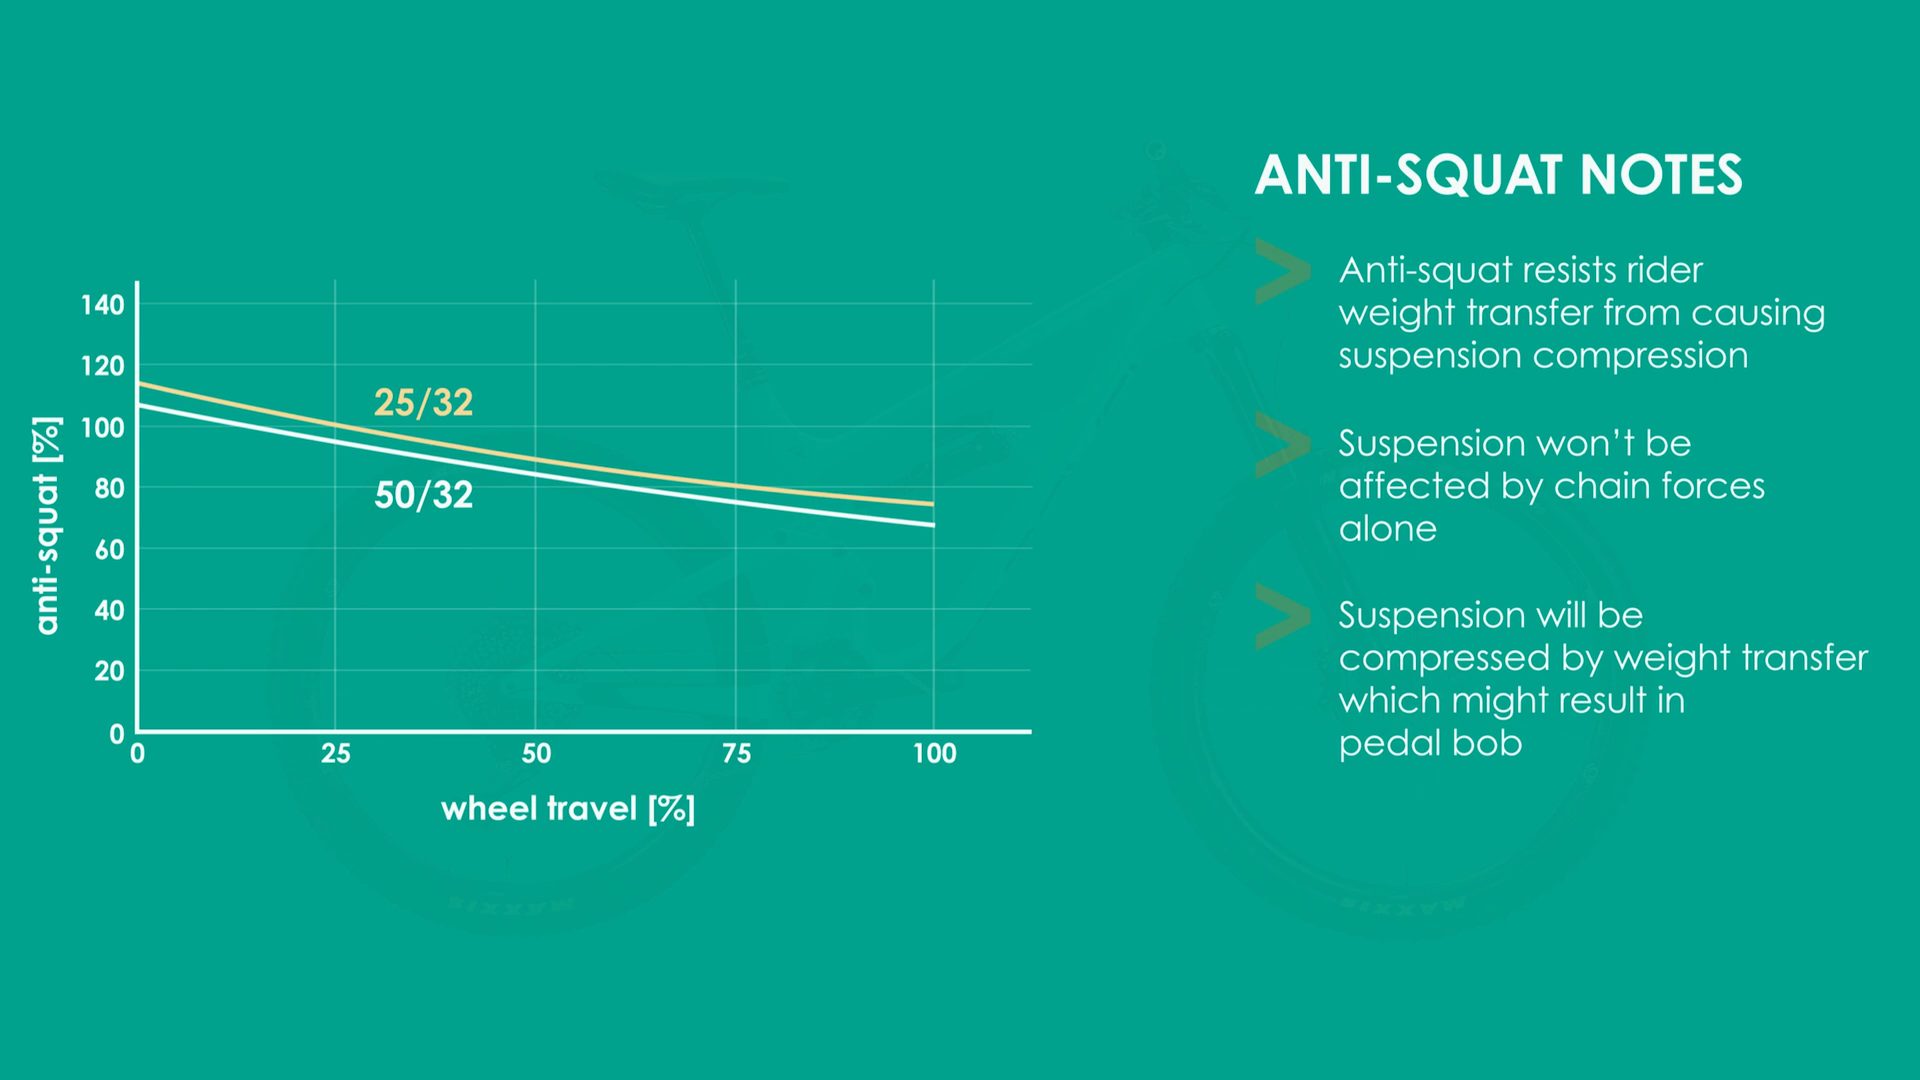 ANTI-SQUAT NOTES
Anti-squat resists rider
weight transfer from causing
suspension compression
Suspension won't be
affected by chain forces
alone
Suspension will be
compressed by weight transfer
which might result in
pedal bob
anti-squat [%]
140
120
100
80
60
40
20
0
25/32
50/32
0
25
50
75
100
wheel travel [%]
MAXXIS
MAXXIS